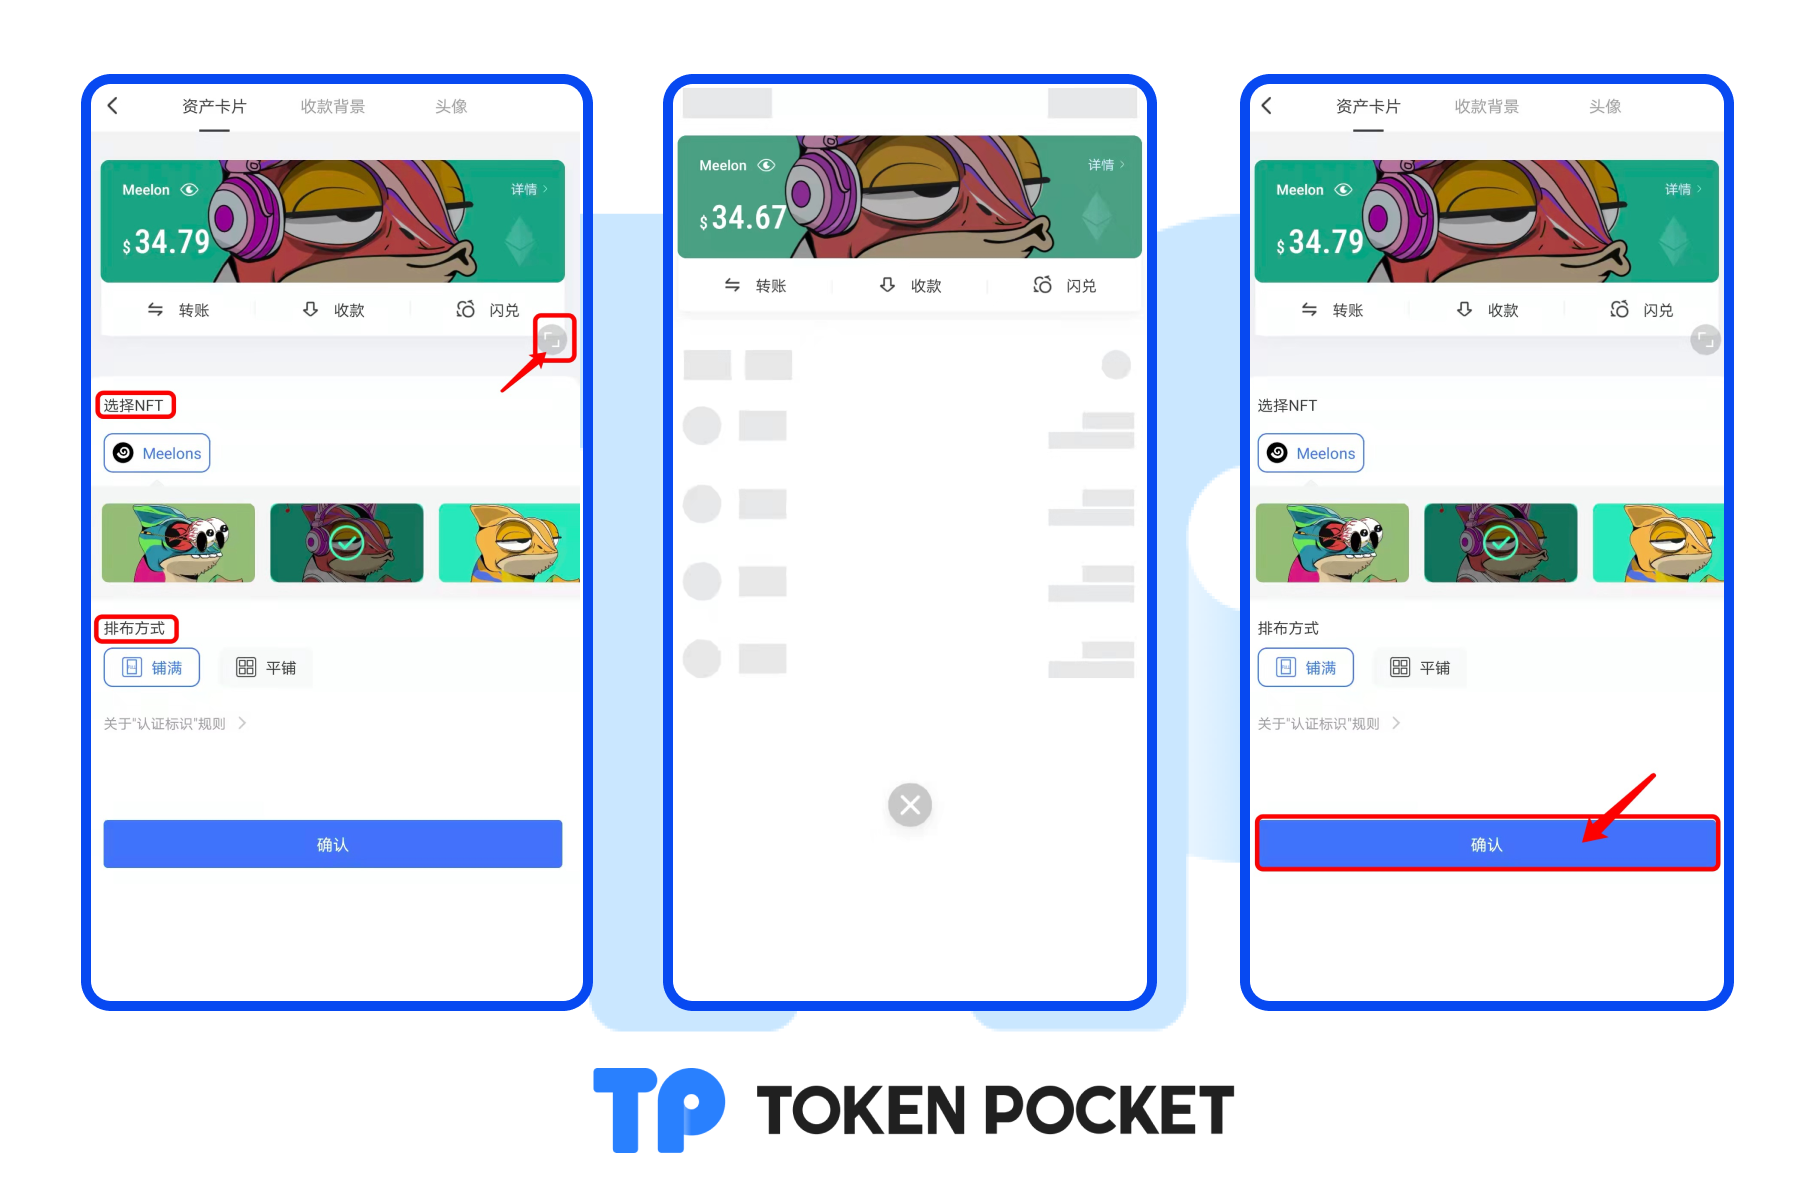 资产卡片 收款背景 头像
Meelon 详情
$34.79
转账 收款 闪兑
选择NFT
Meelons
排布方式
铺满 平铺
关于"认证标识"规则
确认
Meelon 详情
$34.67
转账 收款 闪兑
资产卡片 收款背景 头像
Meelon 详情
$34.79
转账 收款 闪兑
选择NFT
Meelons
排布方式
铺满 平铺
关于"认证标识"规则
确认
TP TOKEN POCKET